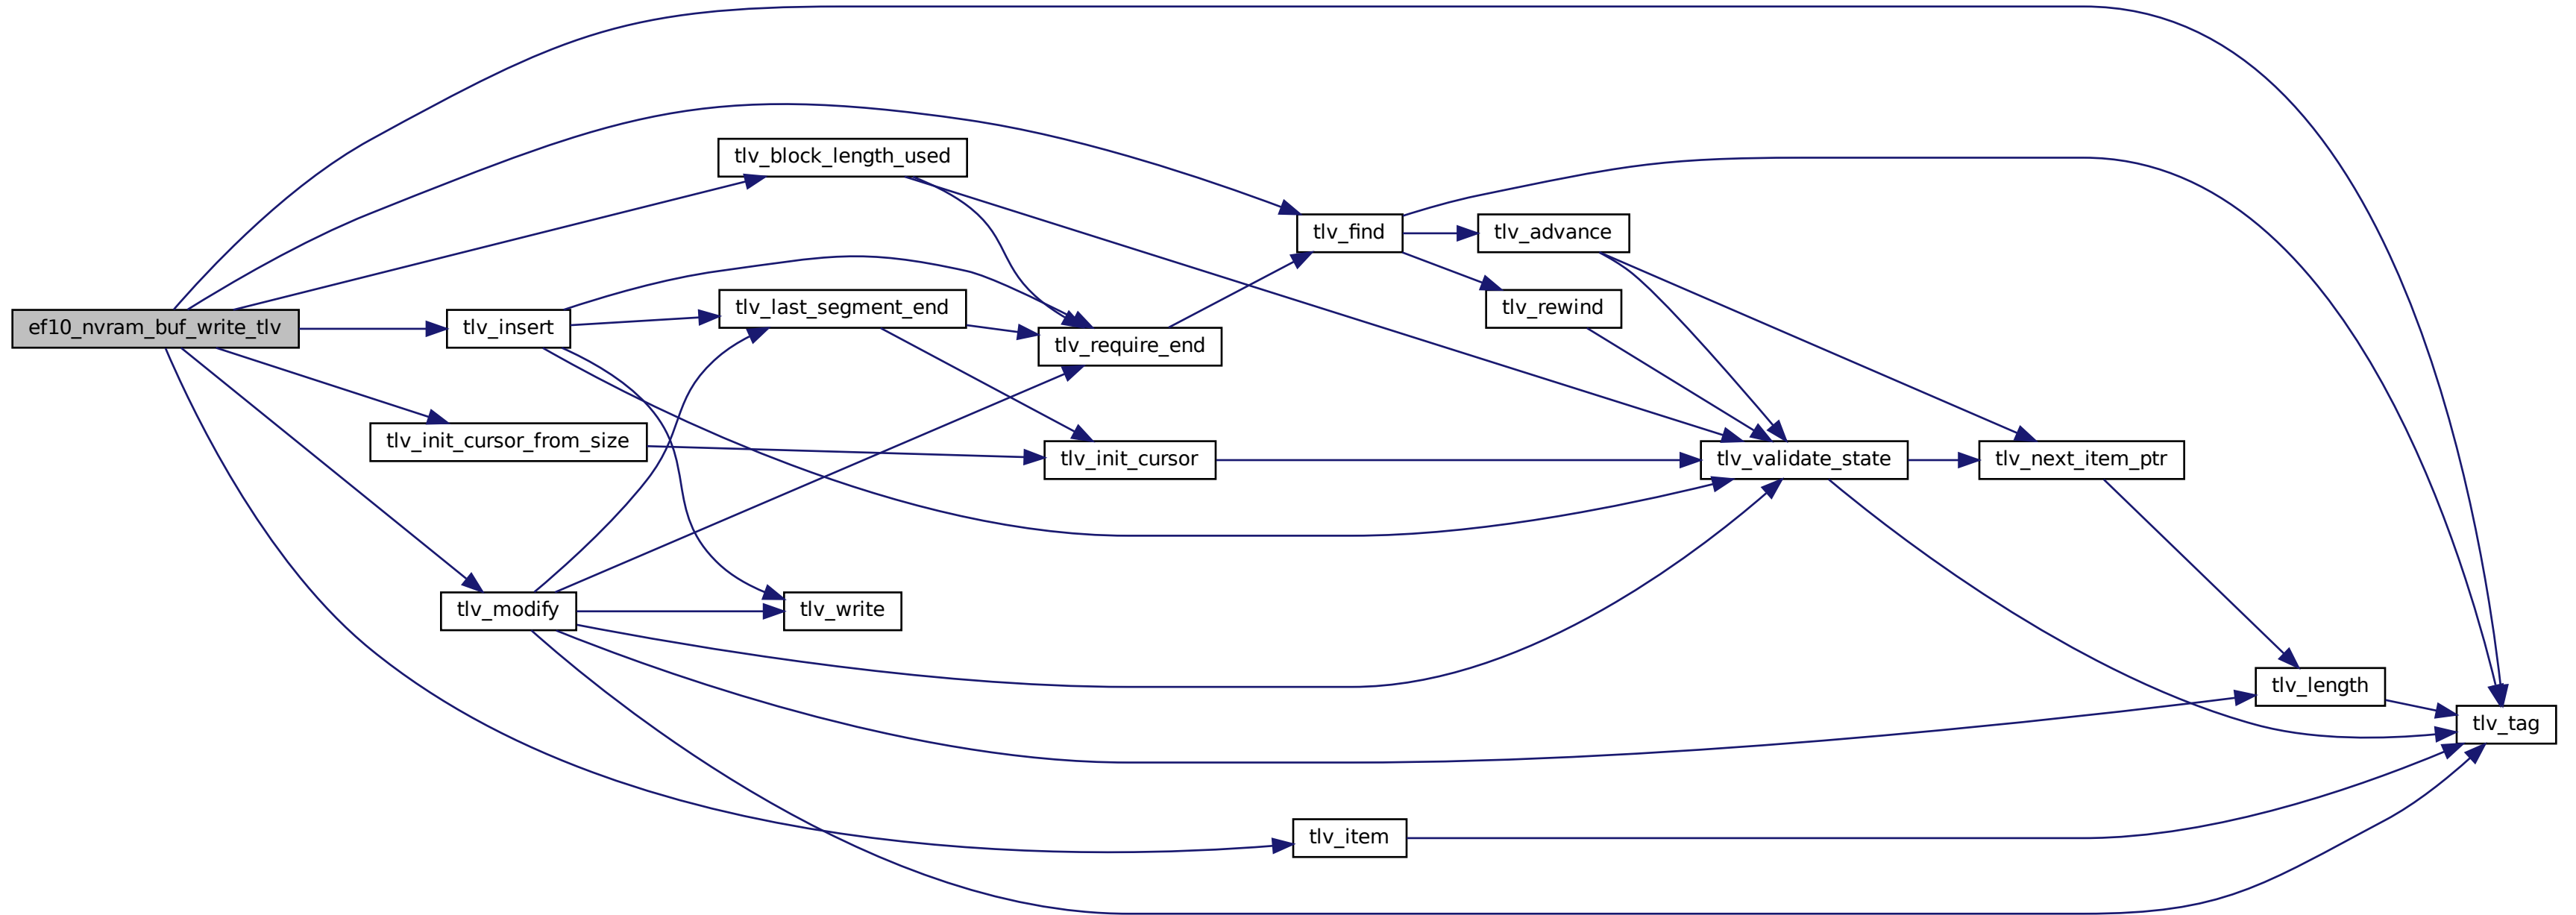 ef10_nvram_buf_write_tlv
tlv_block_length_used
tlv_insert
tlv_last_segment_end
tlv_require_end
tlv_find
tlv_advance
tlv_rewind
tlv_init_cursor_from_size
tlv_init_cursor
tlv_validate_state
tlv_next_item_ptr
tlv_modify
tlv_write
tlv_length
tlv_tag
tlv_item